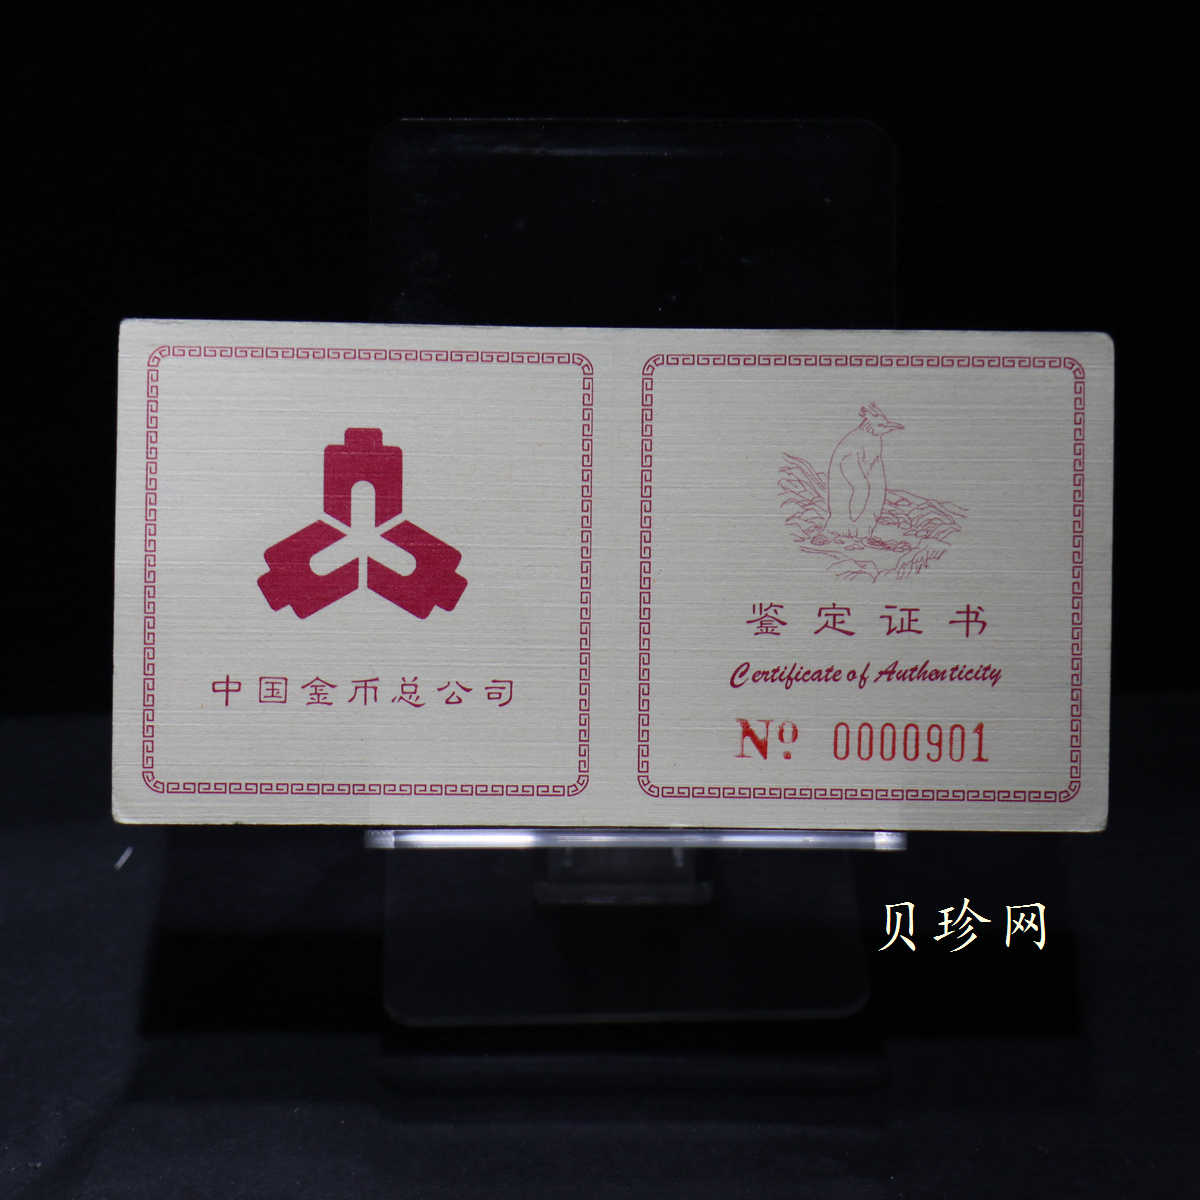 中国金币总公司
鉴定证书
Certificate of Authenticity
Nº 0000901
贝珍网